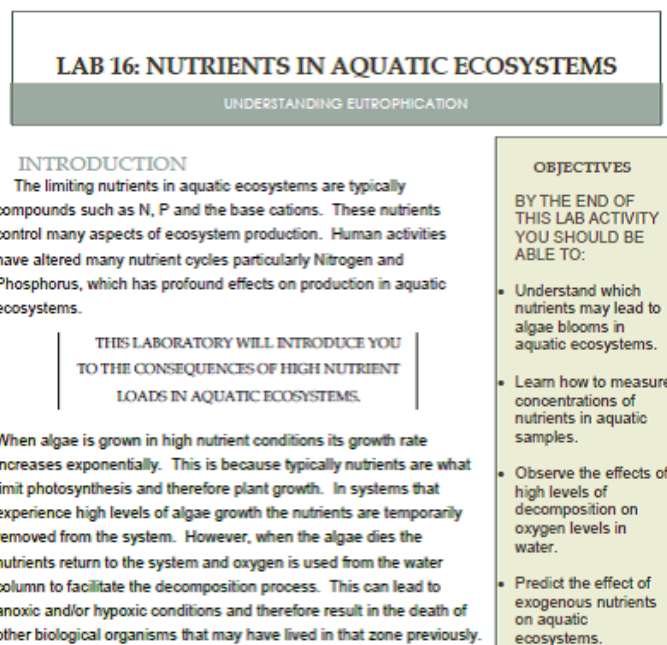 LAB 16: NUTRIENTS IN AQUATIC ECOSYSTEMS
UNDERSTANDING EUTROPHICATION
INTRODUCTION
The limiting nutrients in aquatic ecosystems are typically
compounds such as N, P and the base cations. These nutrients
control many aspects of ecosystem production. Human activities
have altered many nutrient cycles particularly Nitrogen and
Phosphorus, which has profound effects on production in aquatic
ecosystems.
THIS LABORATORY WILL INTRODUCE YOU
TO THE CONSEQUENCES OF HIGH NUTRIENT
LOADS IN AQUATIC ECOSYSTEMS.
When algae is grown in high nutrient conditions its growth rate
increases exponentially. This is because typically nutrients are what
limit photosynthesis and therefore plant growth. In systems that
experience high levels of algae growth the nutrients are temporarily
removed from the system. However, when the algae dies the
nutrients return to the system and oxygen is used from the water
column to facilitate the decomposition process. This can lead to
anoxic and/or hypoxic conditions and therefore result in the death of
other biological organisms that may have lived in that zone previously.
OBJECTIVES
BY THE END OF
THIS LAB ACTIVITY
YOU SHOULD BE
ABLE TO:
• Understand which
nutrients may lead to
algae blooms in
aquatic ecosystems.
• Learn how to measure
concentrations of
nutrients in aquatic
samples.
• Observe the effects of
high levels of
decomposition on
oxygen levels in
water.
• Predict the effect of
exogenous nutrients
on aquatic
ecosystems.